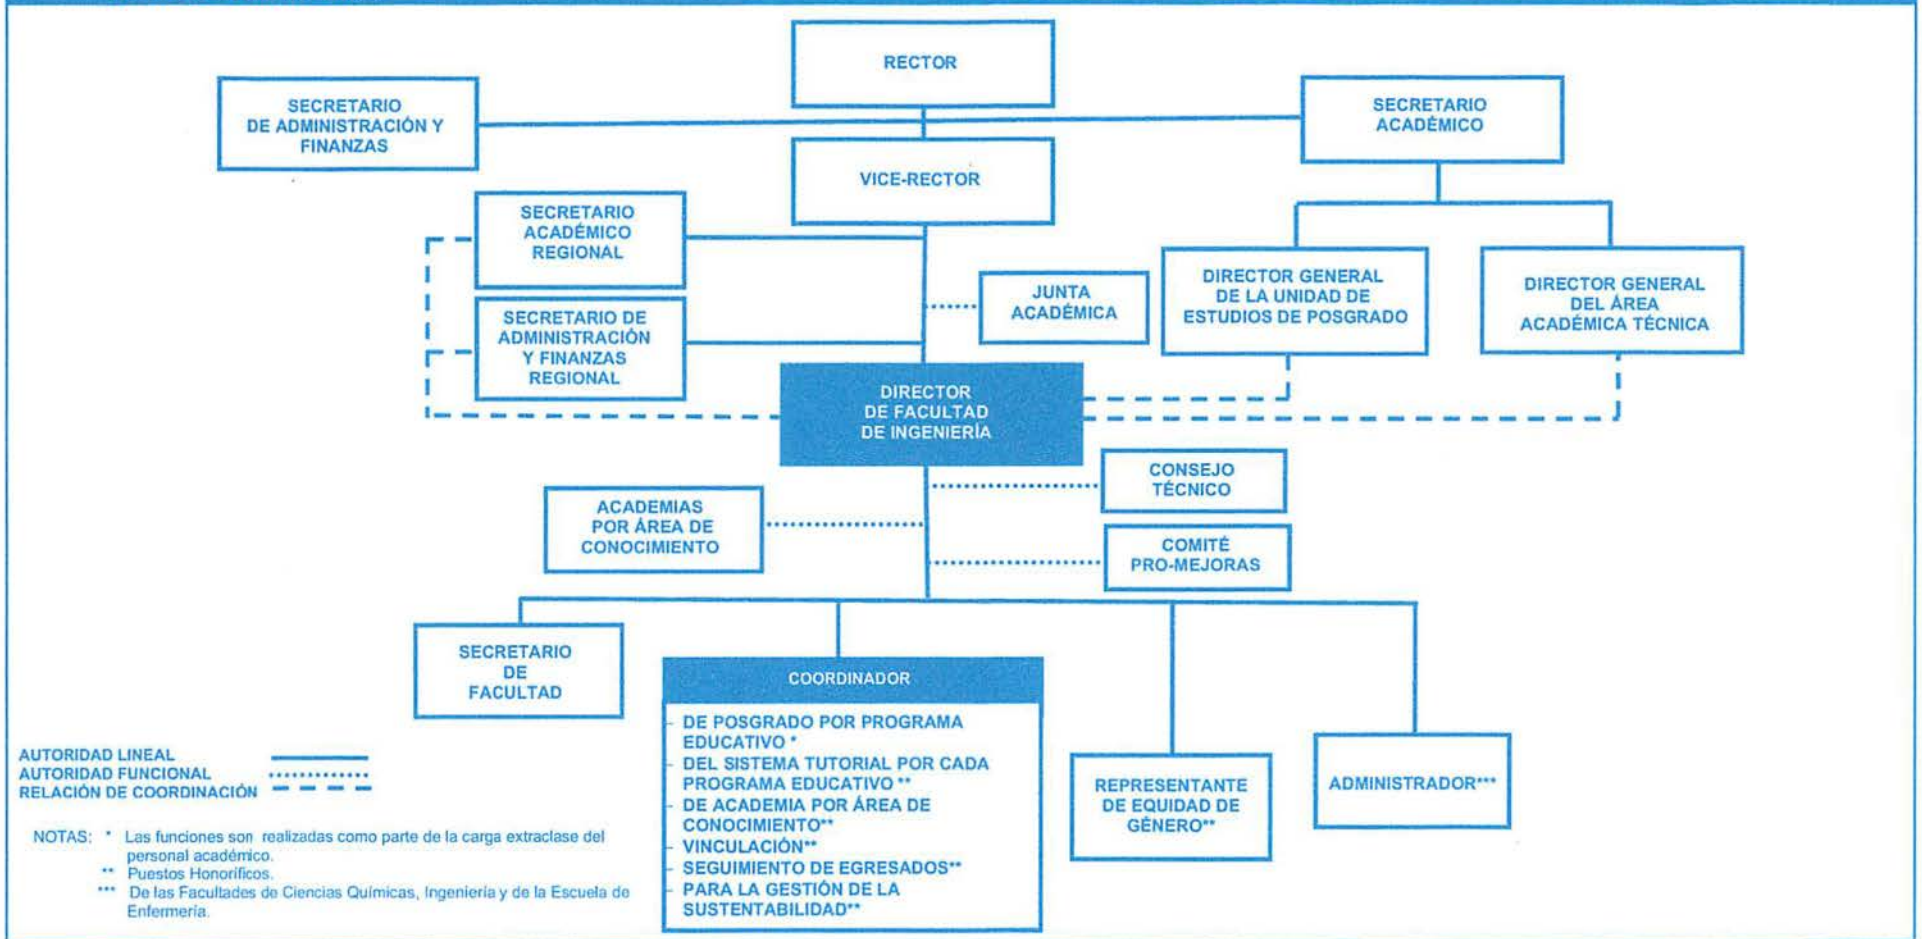 RECTOR
SECRETARIO
DE ADMINISTRACIÓN Y
FINANZAS
SECRETARIO
ACADÉMICO
VICE-RECTOR
SECRETARIO
ACADÉMICO
REGIONAL
JUNTA
ACADÉMICA
DIRECTOR GENERAL
DE LA UNIDAD DE
ESTUDIOS DE POSGRADO
DIRECTOR GENERAL
DEL ÁREA
ACADÉMICA TÉCNICA
SECRETARIO DE
ADMINISTRACIÓN
Y FINANZAS
REGIONAL
DIRECTOR
DE FACULTAD
DE INGENIERÍA
CONSEJO
TÉCNICO
ACADEMIAS
POR ÁREA DE
CONOCIMIENTO
COMITÉ
PRO-MEJORAS
SECRETARIO
DE
FACULTAD
COORDINADOR
- DE POSGRADO POR PROGRAMA
EDUCATIVO *
- DEL SISTEMA TUTORIAL POR CADA
PROGRAMA EDUCATIVO **
- DE ACADEMIA POR ÁREA DE
CONOCIMIENTO**
- VINCULACIÓN**
- SEGUIMIENTO DE EGRESADOS**
- PARA LA GESTIÓN DE LA
SUSTENTABILIDAD**
REPRESENTANTE
DE EQUIDAD DE
GÉNERO**
ADMINISTRADOR***
AUTORIDAD LINEAL
AUTORIDAD FUNCIONAL
RELACIÓN DE COORDINACIÓN
NOTAS: * Las funciones son realizadas como parte de la carga extraclase del
personal académico.
** Puestos Honoríficos.
*** De las Facultades de Ciencias Químicas, Ingeniería y de la Escuela de
Enfermería.